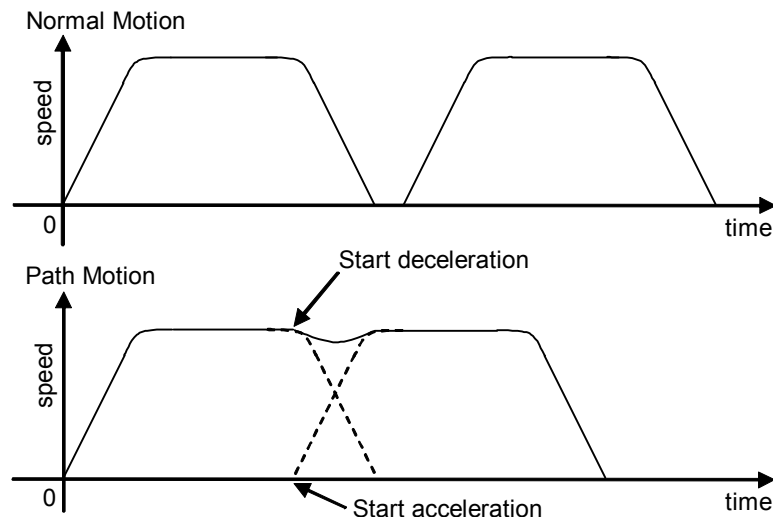 Normal Motion
speed
0
time
Start deceleration
Path Motion
speed
0
time
Start acceleration